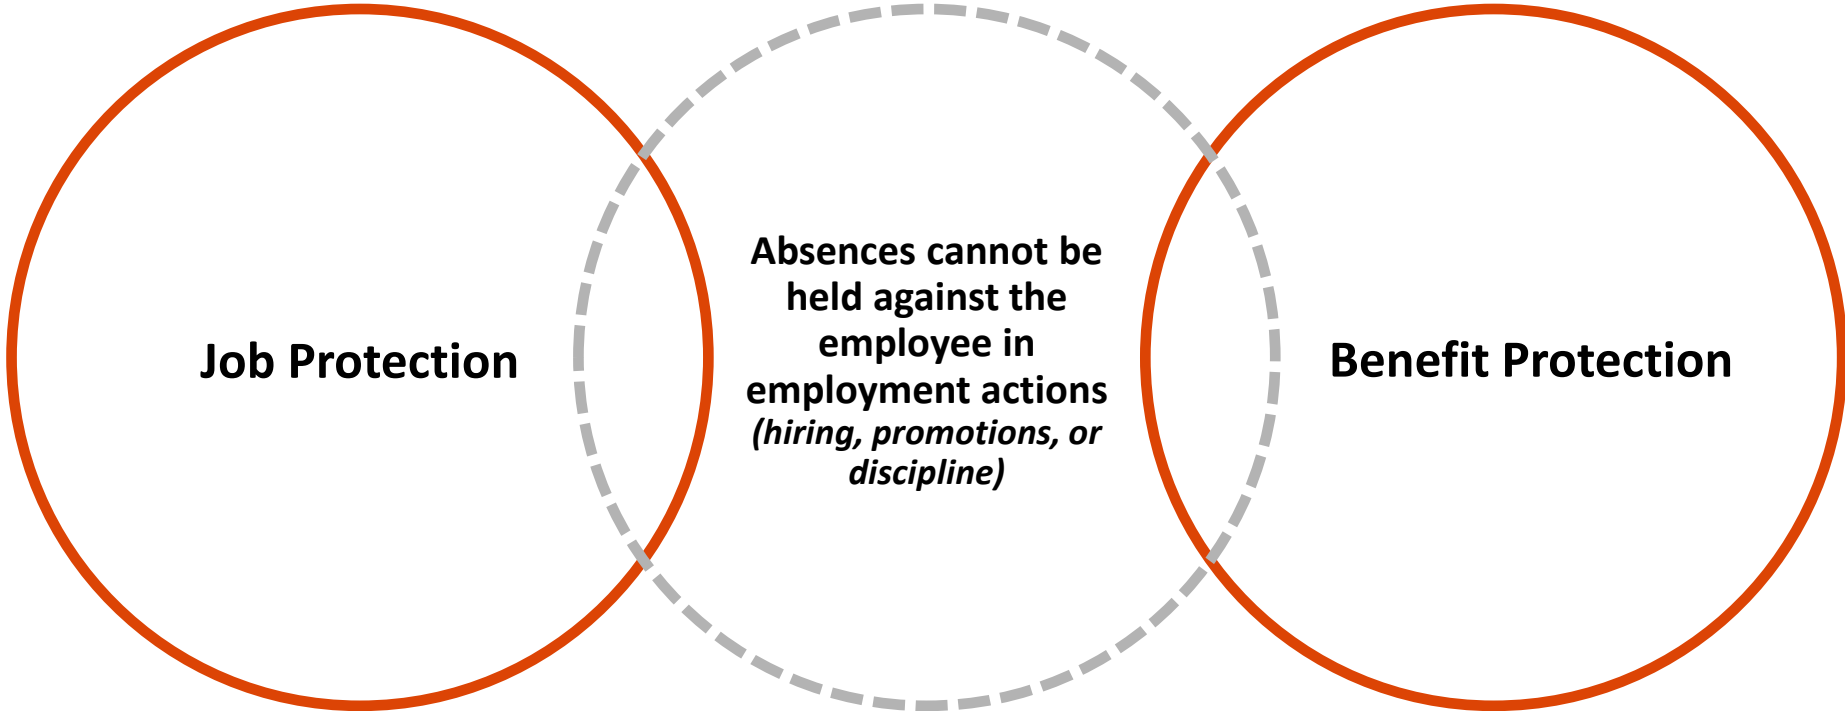 Job Protection
Absences cannot be
held against the
employee in
employment actions
(hiring, promotions, or
discipline)
Benefit Protection